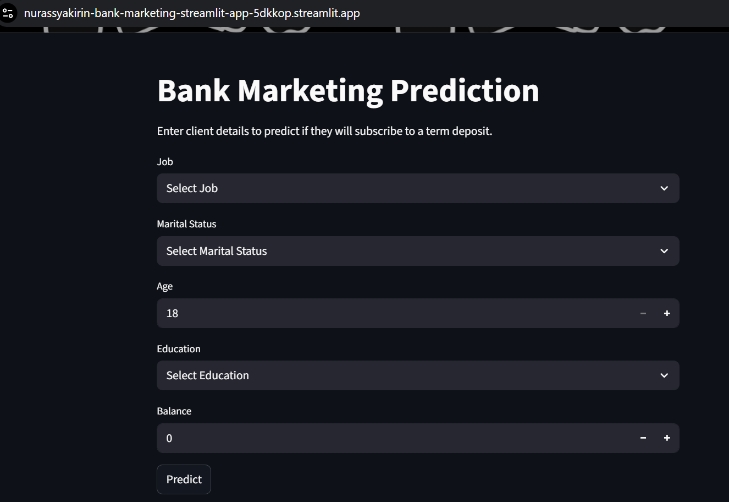 nurassyakirin-bank-marketing-streamlit-app-5dkkop.streamlit.app
Bank Marketing Prediction
Enter client details to predict if they will subscribe to a term deposit.
Job
Select Job
Marital Status
Select Marital Status
Age
18
Education
Select Education
Balance
0
Predict